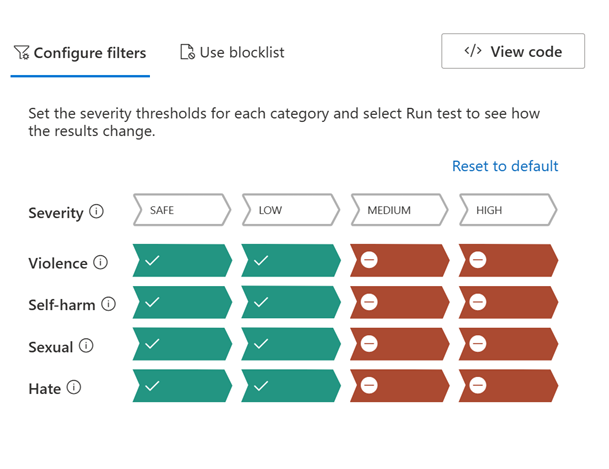 Configure filters
Use blocklist
</> View code
Set the severity thresholds for each category and select Run test to see how
the results change.
Reset to default
Severity SAFE LOW MEDIUM HIGH
Violence
Self-harm
Sexual
Hate